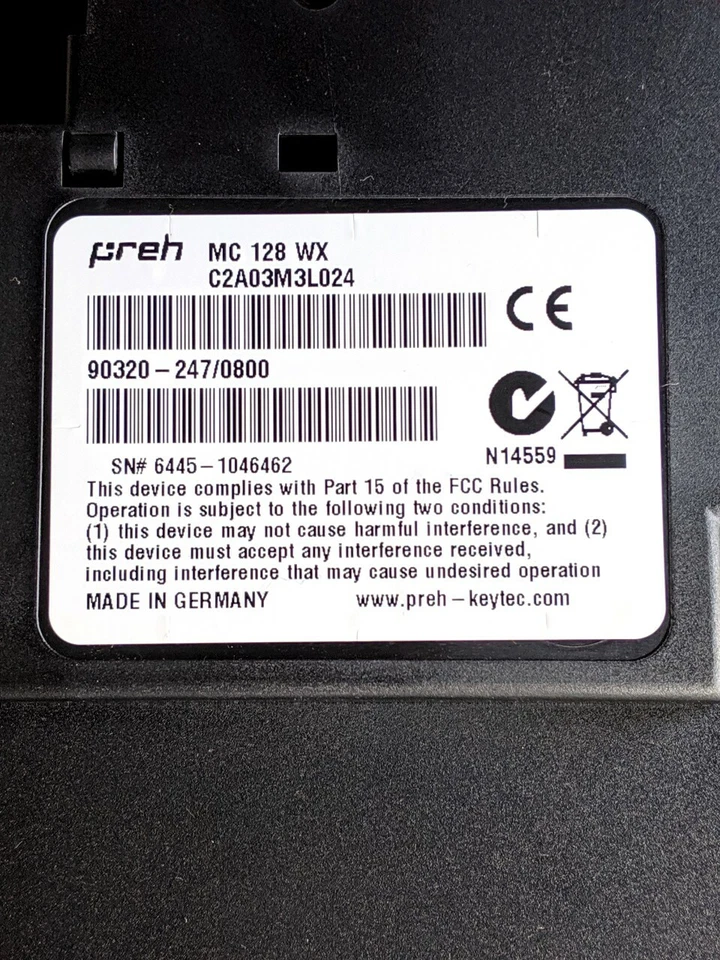 preh MC 128 WX
C2A03M3L024
CE
90320-247/0800
N14559
SN# 6445-1046462
This device complies with Part 15 of the FCC Rules.
Operation is subject to the following two conditions:
(1) this device may not cause harmful interference, and (2)
this device must accept any interference received,
including interference that may cause undesired operation
MADE IN GERMANY www.preh-keytec.com